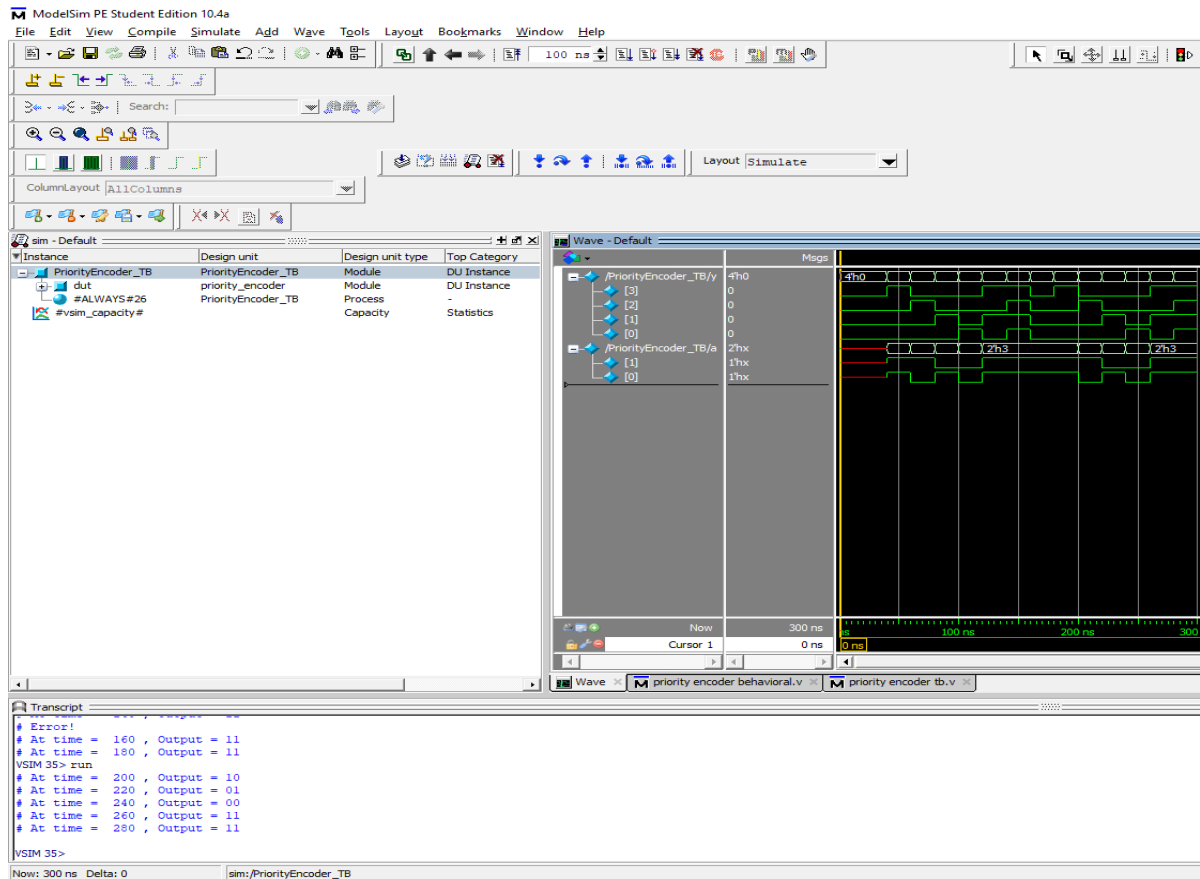 ModelSim PE Student Edition 10.4a
File Edit View Compile Simulate Add Wave Tools Layout Bookmarks Window Help
100 ns
Search:
Layout Simulate
ColumnLayout AllColumns
sim - Default
Instance Design unit Design unit type Top Category
PriorityEncoder_TB PriorityEncoder_TB Module DU Instance
dut priority_encoder Module DU Instance
#ALWAYS#26 PriorityEncoder_TB Process -
#vsim_capacity# Capacity Statistics
Wave - Default
Msgs
/PriorityEncoder_TB/y 4'h0 4'h0
[3] 0
[2] 0
[1] 0
[0] 0
/PriorityEncoder_TB/a 2'hx 2'h3 2'h3
[1] 1'hx
[0] 1'hx
Now 300 ns ns 100 ns 200 ns 300
Cursor 1 0 ns 0 ns
Wave priority encoder behavioral.v priority encoder tb.v
Transcript
# Error!
# At time = 160 , Output = 11
# At time = 180 , Output = 11
VSIM 35> run
# At time = 200 , Output = 10
# At time = 220 , Output = 01
# At time = 240 , Output = 00
# At time = 260 , Output = 11
# At time = 280 , Output = 11
VSIM 35>
Now: 300 ns Delta: 0 sim:/PriorityEncoder_TB